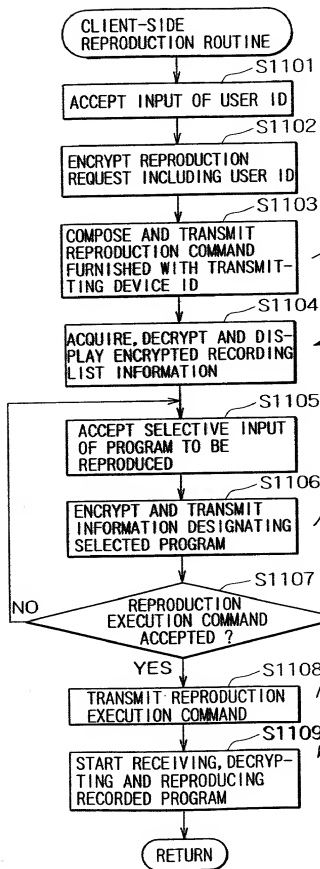 CLIENT-SIDE
REPRODUCTION ROUTINE
S1101
ACCEPT INPUT OF USER ID
S1102
ENCRYPT REPRODUCTION
REQUEST INCLUDING USER ID
S1103
COMPOSE AND TRANSMIT
REPRODUCTION COMMAND
FURNISHED WITH TRANSMIT-
TING DEVICE ID
S1104
ACQUIRE, DECRYPT AND DIS-
PLAY ENCRYPTED RECORDING
LIST INFORMATION
S1105
ACCEPT SELECTIVE INPUT
OF PROGRAM TO BE
REPRODUCED
S1106
ENCRYPT AND TRANSMIT
INFORMATION DESIGNATING
SELECTED PROGRAM
S1107
NO
REPRODUCTION
EXECUTION COMMAND
ACCEPTED ?
YES
S1108
TRANSMIT REPRODUCTION
EXECUTION COMMAND
S1109
START RECEIVING, DECRYP-
TING AND REPRODUCING
RECORDED PROGRAM
RETURN